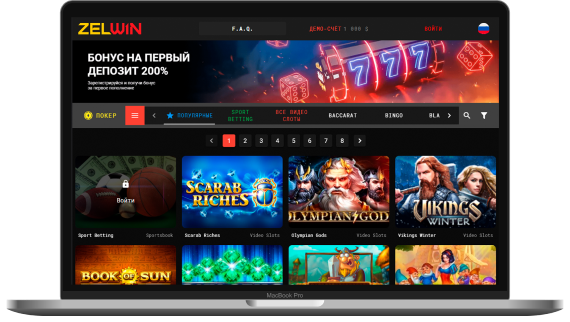 ZELWIN
F.A.Q.
ДЕМО-СЧЁТ 1 000 $
ВОЙТИ
БОНУС НА ПЕРВЫЙ
ДЕПОЗИТ 200%
Зарегистрируйся и получи бонус
за первое пополнение
777
ПОКЕР
ПОПУЛЯРНЫЕ
SPORT
BETTING
ВСЕ ВИДЕО
СЛОТЫ
BACCARAT
BINGO
BLA
1 2 3 4 5 6 7 8
Войти
SCARAB
RICHES
OLYMPIAN GOD
VIKINGS
WINTER
Sport Betting Sportsbook
Scarab Riches Video Slots
Olympian Gods Video Slots
Vikings Winter Video Slots
BOOK OF SUN
MacBook Pro